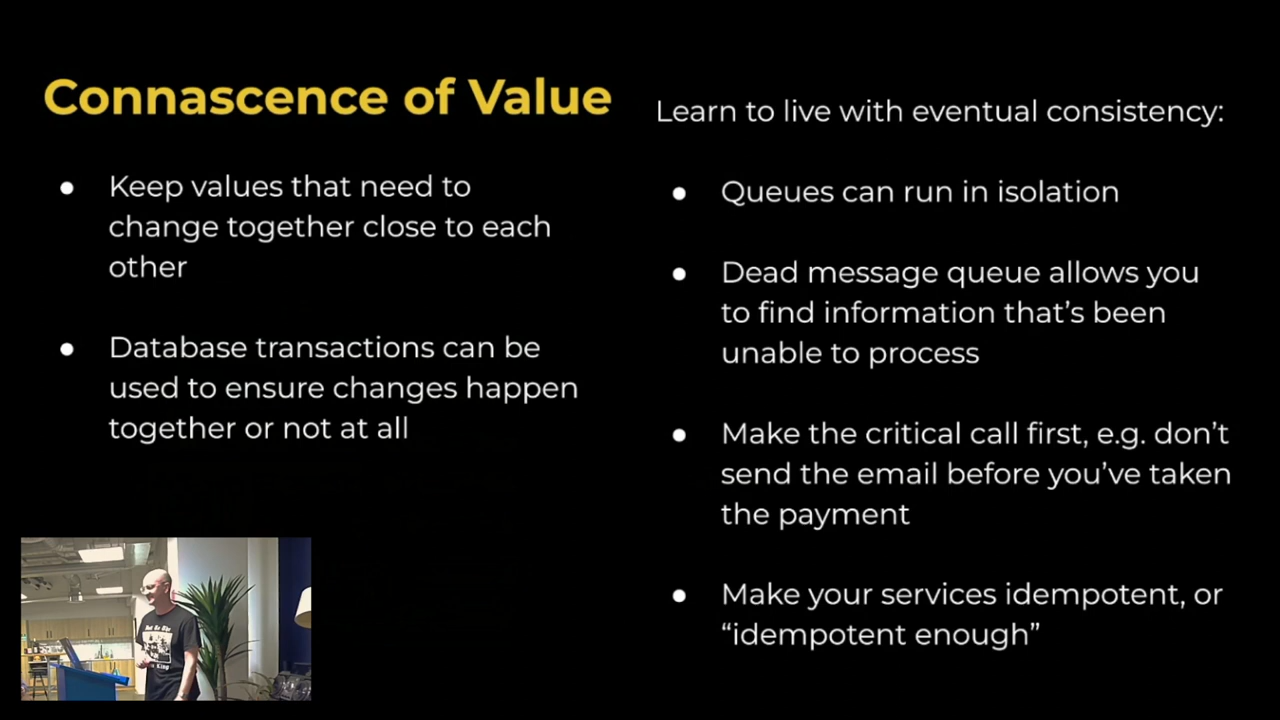 Connascence of Value
● Keep values that need to
change together close to each
other
● Database transactions can be
used to ensure changes happen
together or not at all
Learn to live with eventual consistency:
● Queues can run in isolation
● Dead message queue allows you
to find information that’s been
unable to process
● Make the critical call first, e.g. don’t
send the email before you’ve taken
the payment
● Make your services idempotent, or
“idempotent enough”